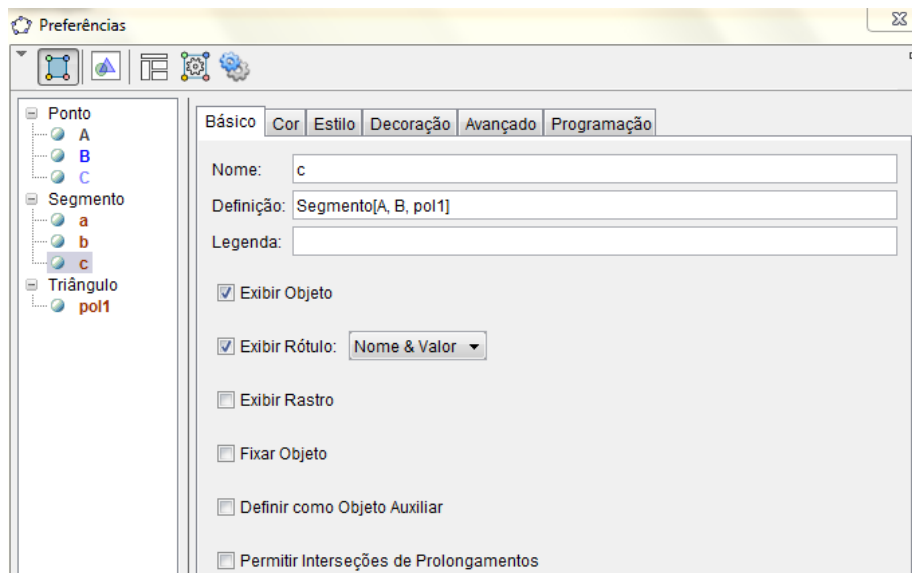 Preferências
Ponto
A
B
C
Segmento
a
b
c
Triângulo
pol1
Básico Cor Estilo Decoração Avançado Programação
Nome: c
Definição: Segmento[A, B, pol1]
Legenda:
Exibir Objeto
Exibir Rótulo: Nome & Valor
Exibir Rastro
Fixar Objeto
Definir como Objeto Auxiliar
Permitir Interseções de Prolongamentos